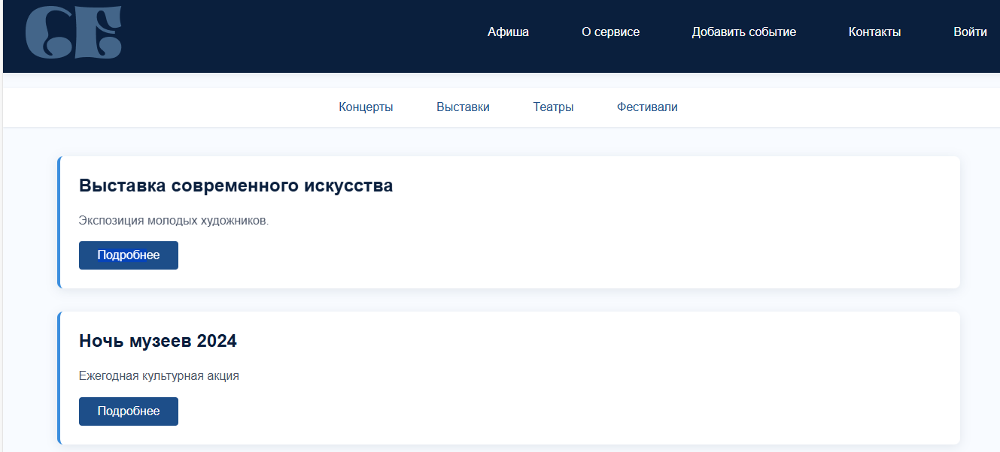 Афиша
О сервисе
Добавить событие
Контакты
Войти
Концерты
Выставки
Театры
Фестивали
Выставка современного искусства
Экспозиция молодых художников.
Подробнее
Ночь музеев 2024
Ежегодная культурная акция
Подробнее